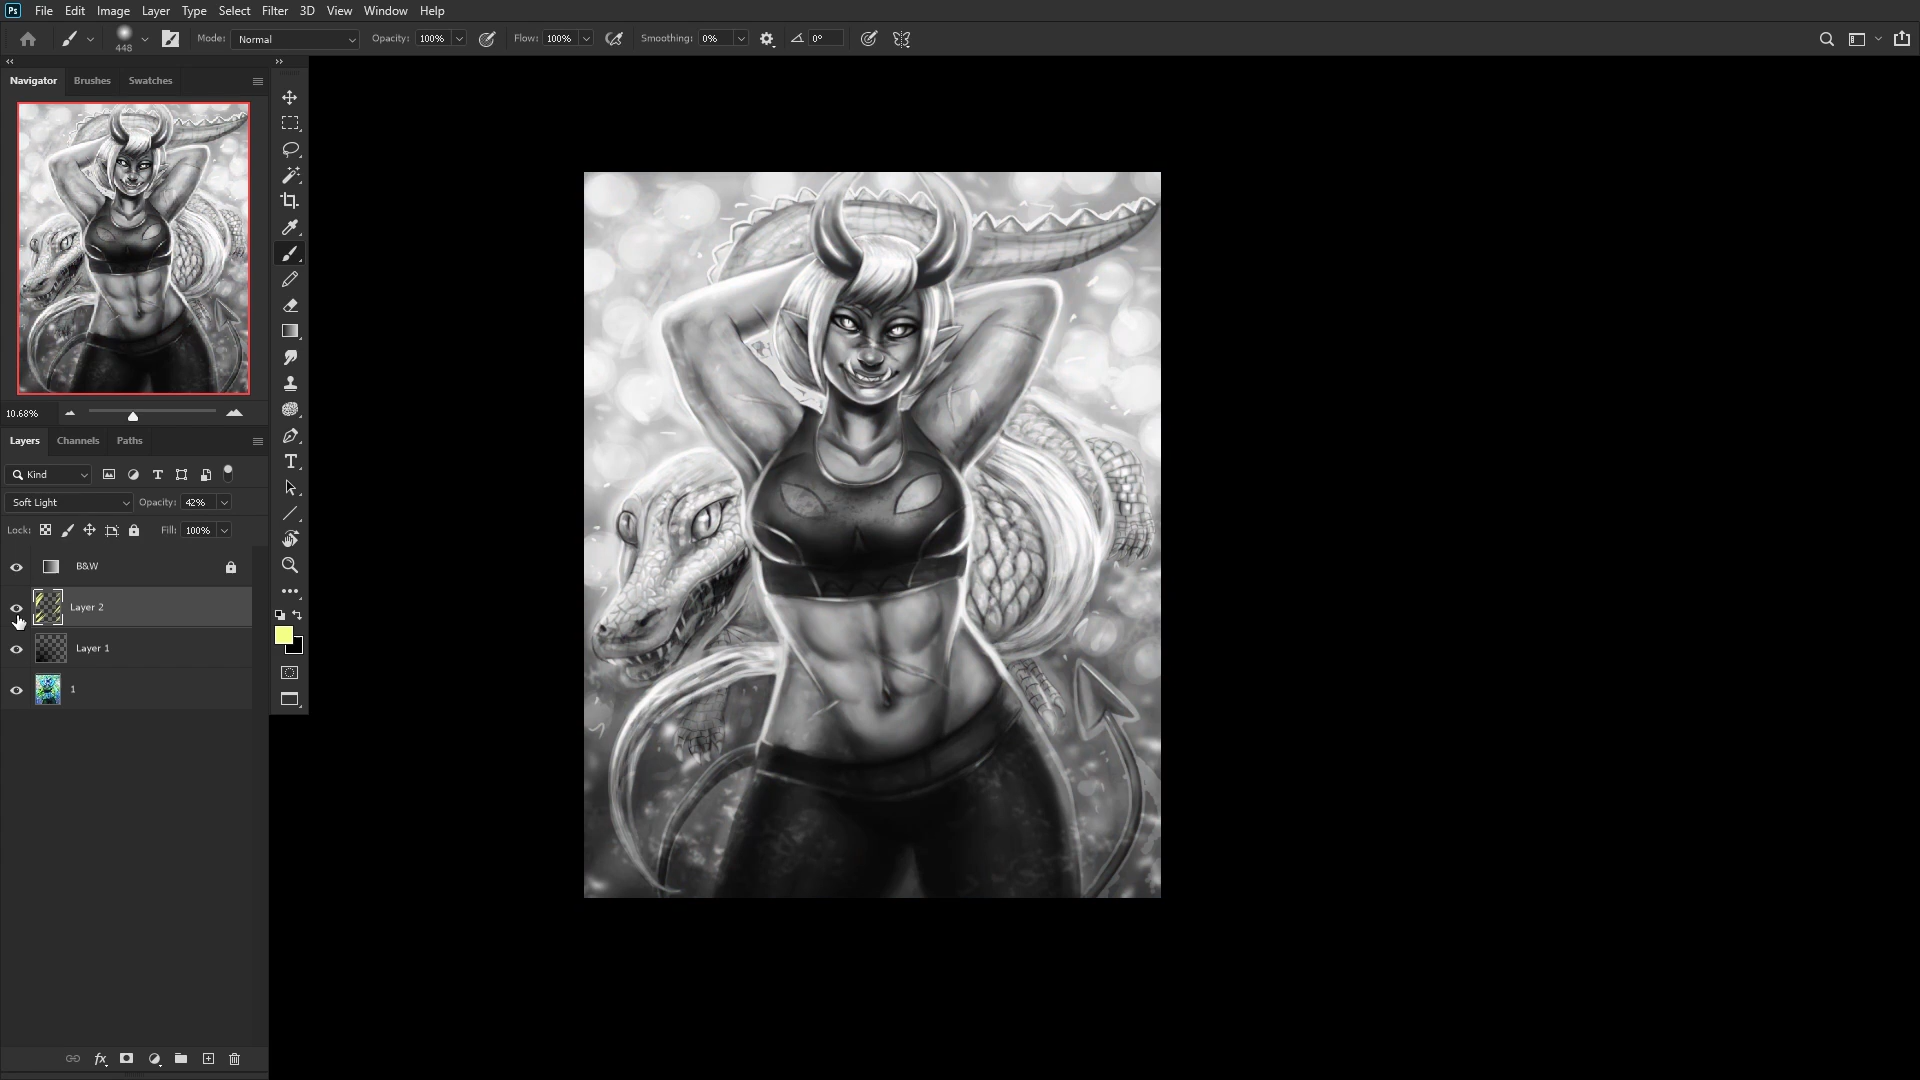 Ps File Edit Image Layer Type Select Filter 3D View Window Help
448 Mode: Normal Opacity: 100% Flow: 100% Smoothing: 0% 0°
Navigator Brushes Swatches
10.68%
Layers Channels Paths
Kind T
Soft Light Opacity: 42%
Lock: Fill: 100%
B&W
Layer 2
Layer 1
1
fx